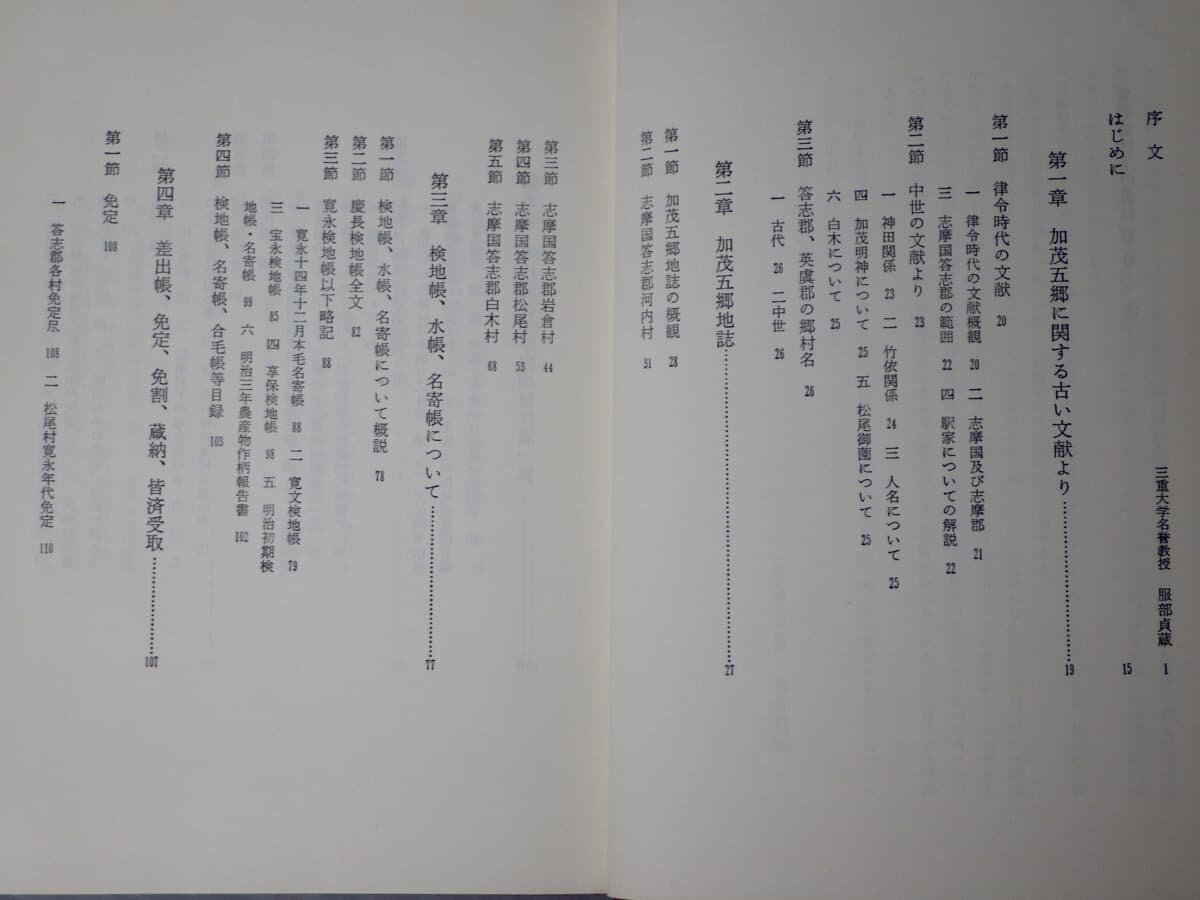 序文 三重大学名誉教授 服部貞蔵 1
はじめに 15
第一章 加茂五郷に関する古い文献より……………………19
第一節 律令時代の文献 20
一 律令時代の文献概観 20 二 志摩国及び志摩郡 21
三 志摩国答志郡の範囲 22 四 駅家についての解説 22
第二節 中世の文献より 23
一 神田関係 23 二 竹依関係 24 三 人名について 25
四 加茂明神について 25 五 松尾御薗について 25
六 白木について 25
第三節 答志郡、英虞郡の郷村名 26
一 古代 26 二中世 26
第二章 加茂五郷地誌……………………27
第一節 加茂五郷地誌の概観 28
第二節 志摩国答志郡河内村 31
第三節 志摩国答志郡岩倉村 44
第四節 志摩国答志郡松尾村 53
第五節 志摩国答志郡白木村 68
第三章 検地帳、水帳、名寄帳について……………………77
第一節 検地帳、水帳、名寄帳について概説 78
第二節 慶長検地帳全文 82
第三節 寛永検地帳以下略記 88
一 寛永十四年十二月本毛名寄帳 88 二 寛文検地帳 79
三 宝永検地帳 85 四 享保検地帳 98 五 明治初期検
地帳・名寄帳 99 六 明治三年農産物作柄報告書 102
第四節 検地帳、名寄帳、合毛帳等目録 103
第四章 差出帳、免定、免割、蔵納、皆済受取……………………107
第一節 免定 108
一 答志郡各村免定尽 108 二 松尾村寛永年代免定 110